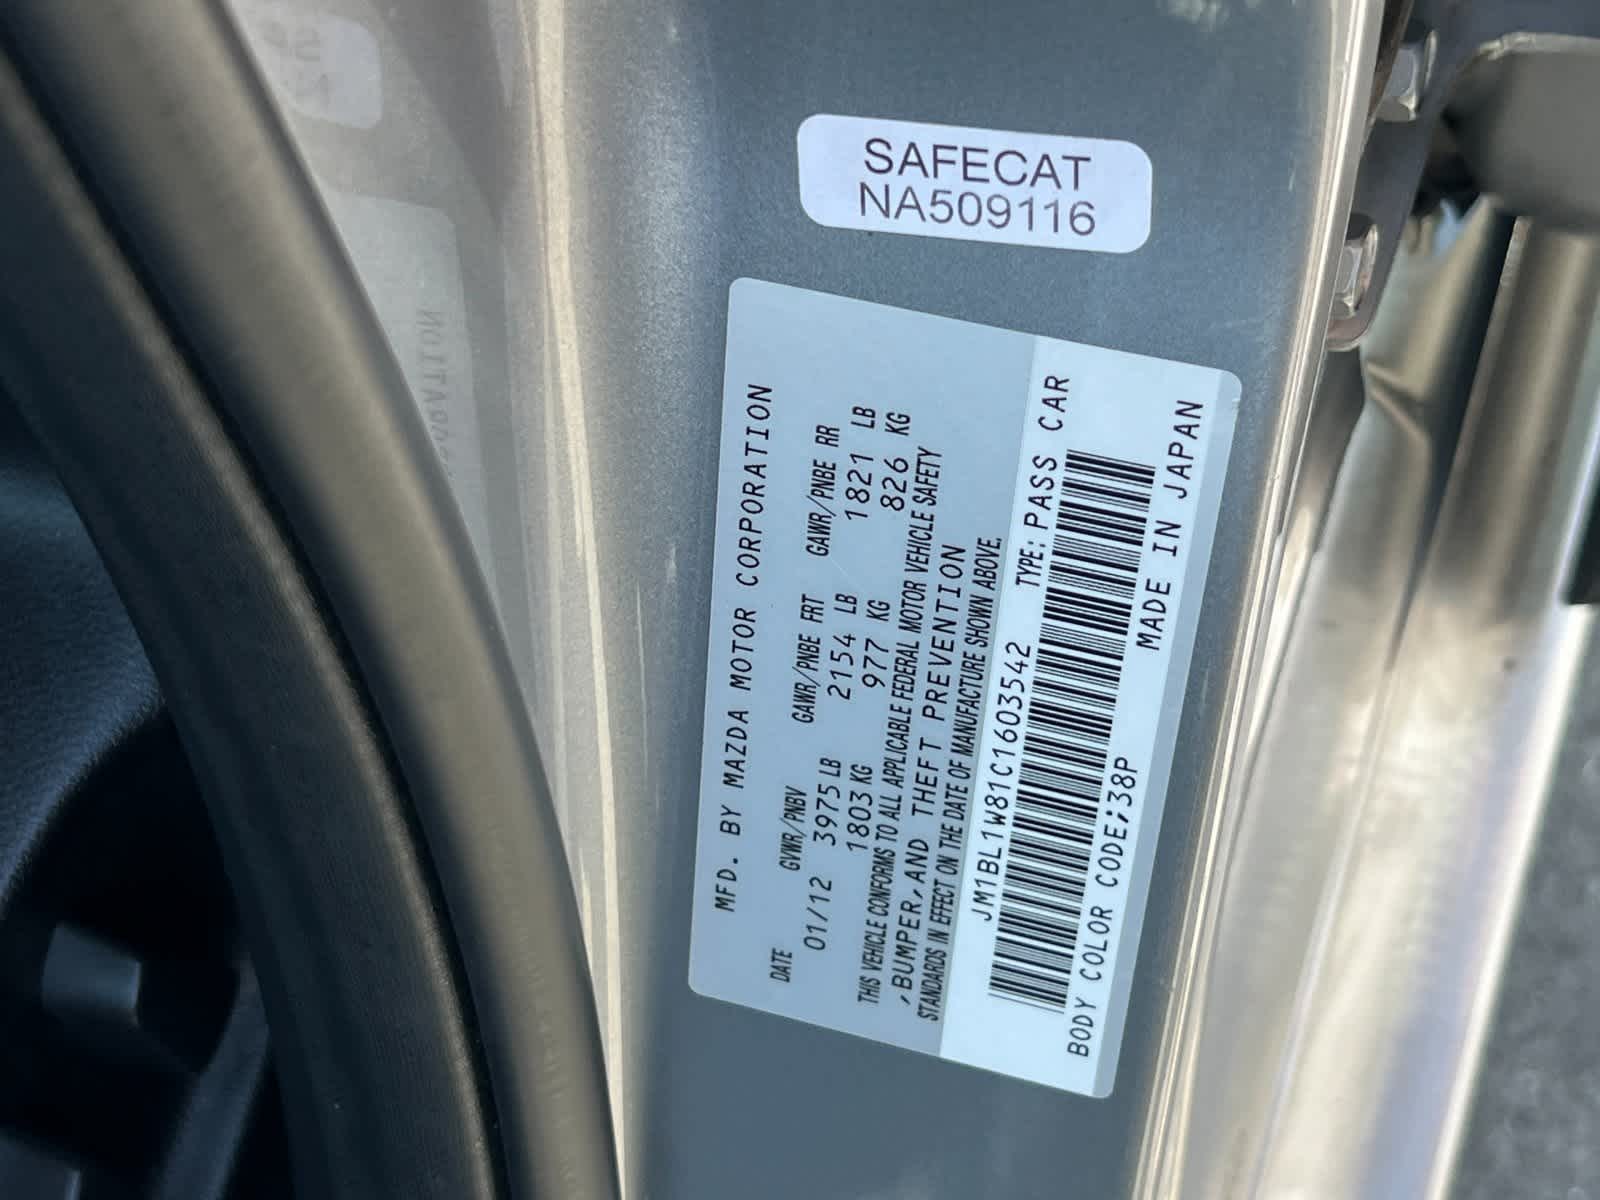 SAFECAT
NA509116
MFD. BY MAZDA MOTOR CORPORATION
DATE GVWR/PNBV GAWR/PNBE FRT GAWR/PNBE RR
01/12 3975 LB 2154 LB 1821 LB
1803 KG 977 KG 826 KG
THIS VEHICLE CONFORMS TO ALL APPLICABLE FEDERAL MOTOR VEHICLE SAFETY
,BUMPER,AND THEFT PREVENTION
STANDARDS IN EFFECT ON THE DATE OF MANUFACTURE SHOWN ABOVE.
JM1BL1W81C1603542 TYPE: PASS CAR
BODY COLOR CODE;38P MADE IN JAPAN